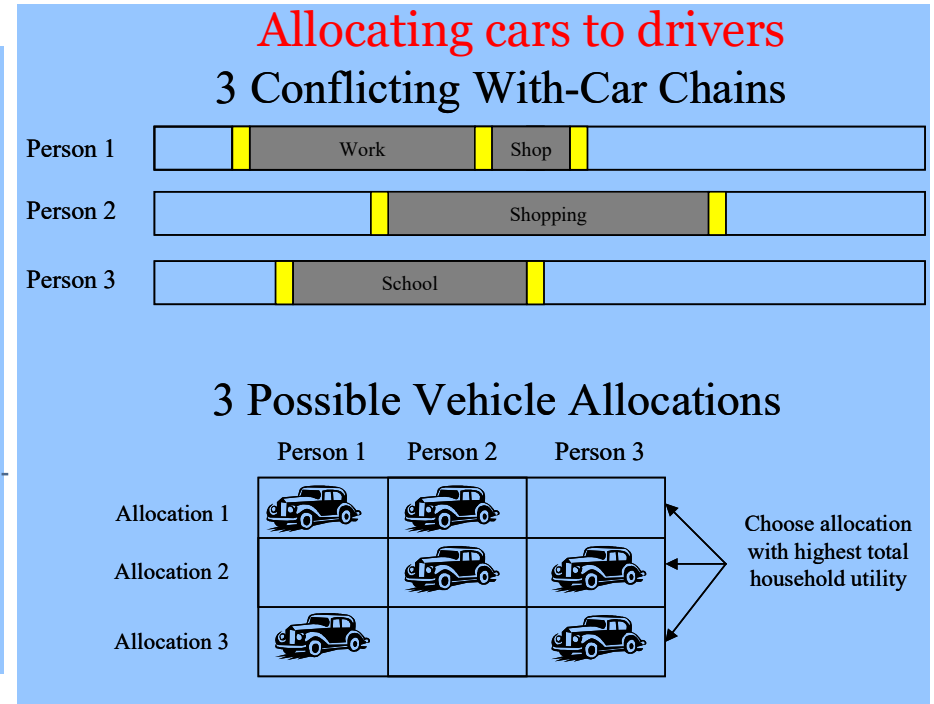 Allocating cars to drivers
3 Conflicting With-Car Chains
Person 1 Work Shop
Person 2 Shopping
Person 3 School
3 Possible Vehicle Allocations
Person 1 Person 2 Person 3
Allocation 1
Allocation 2
Allocation 3
Choose allocation
with highest total
household utility